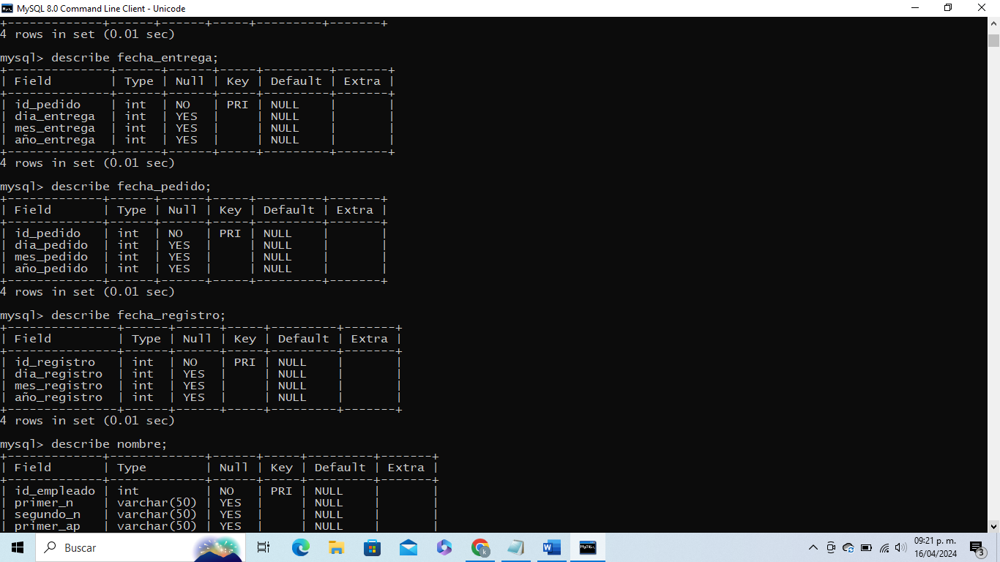 MySQL 8.0 Command Line Client - Unicode
+-------------+------+------+-----+---------+-------+
4 rows in set (0.01 sec)
mysql> describe fecha_entrega;
+--------------+------+------+-----+---------+-------+
| Field        | Type | Null | Key | Default | Extra |
+--------------+------+------+-----+---------+-------+
| id_pedido    | int  | NO   | PRI | NULL    |       |
| dia_entrega  | int  | YES  |     | NULL    |       |
| mes_entrega  | int  | YES  |     | NULL    |       |
| año_entrega  | int  | YES  |     | NULL    |       |
+--------------+------+------+-----+---------+-------+
4 rows in set (0.01 sec)
mysql> describe fecha_pedido;
+-------------+------+------+-----+---------+-------+
| Field       | Type | Null | Key | Default | Extra |
+-------------+------+------+-----+---------+-------+
| id_pedido   | int  | NO   | PRI | NULL    |       |
| dia_pedido  | int  | YES  |     | NULL    |       |
| mes_pedido  | int  | YES  |     | NULL    |       |
| año_pedido  | int  | YES  |     | NULL    |       |
+-------------+------+------+-----+---------+-------+
4 rows in set (0.01 sec)
mysql> describe fecha_registro;
+---------------+------+------+-----+---------+-------+
| Field         | Type | Null | Key | Default | Extra |
+---------------+------+------+-----+---------+-------+
| id_registro   | int  | NO   | PRI | NULL    |       |
| dia_registro  | int  | YES  |     | NULL    |       |
| mes_registro  | int  | YES  |     | NULL    |       |
| año_registro  | int  | YES  |     | NULL    |       |
+---------------+------+------+-----+---------+-------+
4 rows in set (0.01 sec)
mysql> describe nombre;
+-------------+-------------+------+-----+---------+-------+
| Field       | Type        | Null | Key | Default | Extra |
+-------------+-------------+------+-----+---------+-------+
| id_empleado | int         | NO   | PRI | NULL    |       |
| primer_n    | varchar(50) | YES  |     | NULL    |       |
| segundo_n   | varchar(50) | YES  |     | NULL    |       |
| primer_ap   | varchar(50) | YES  |     | NULL    |       |
Buscar
k
W
MySQL
09:21 p. m.
16/04/2024
3